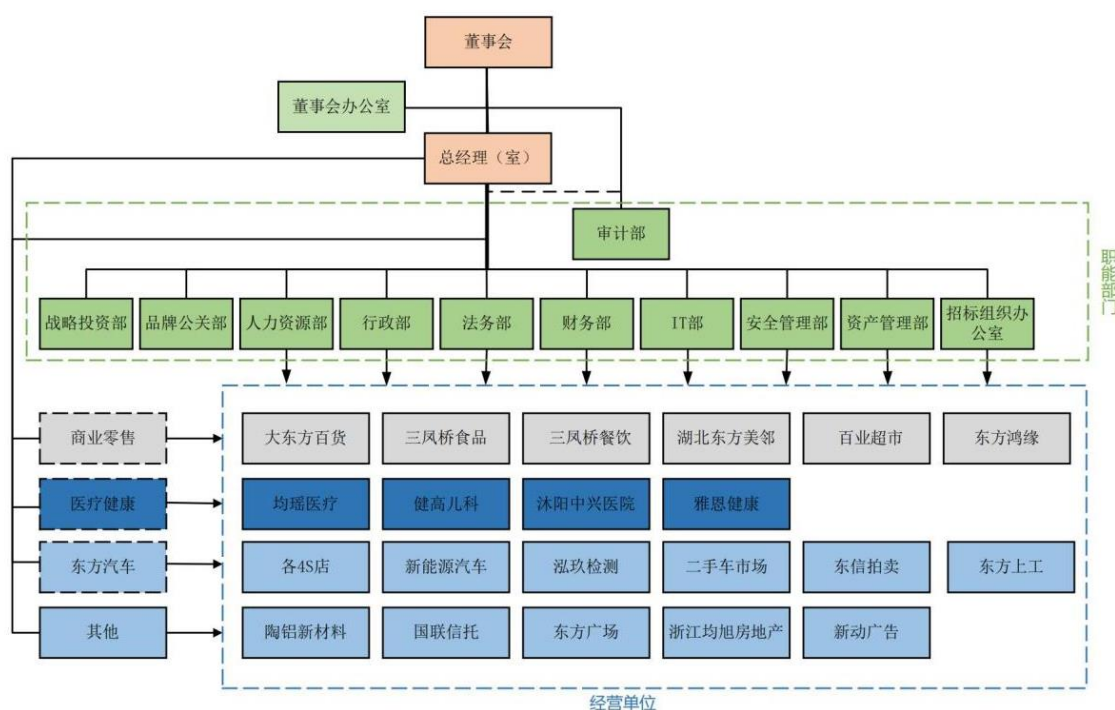 董事会
董事会办公室
总经理（室）
审计部
职能部门
战略投资部
品牌公关部
人力资源部
行政部
法务部
财务部
IT部
安全管理部
资产管理部
招标组织办
公室
商业零售
大东方百货
三凤桥食品
三凤桥餐饮
湖北东方美邻
百业超市
东方鸿缘
医疗健康
均瑶医疗
健高儿科
沭阳中兴医院
雅恩健康
东方汽车
各4S店
新能源汽车
泓玖检测
二手车市场
东信拍卖
东方上工
其他
陶铝新材料
国联信托
东方广场
浙江均旭房地产
新动广告
经营单位